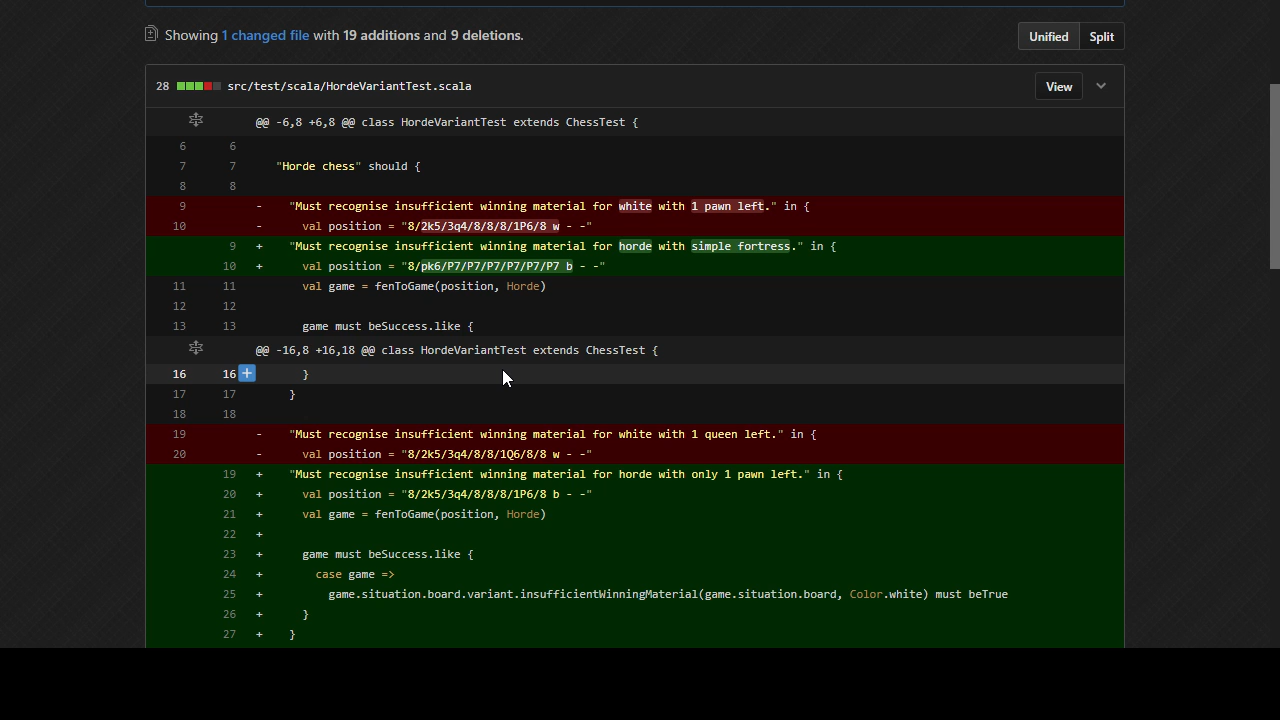 Showing 1 changed file with 19 additions and 9 deletions.
Unified Split
28 src/test/scala/HordeVariantTest.scala View
@@ -6,8 +6,8 @@ class HordeVariantTest extends ChessTest {
6 6
7 7 "Horde chess" should {
8 8
9 - "Must recognise insufficient winning material for white with 1 pawn left." in {
10 - val position = "8/2k5/3q4/8/8/8/1P6/8 w - -"
9 + "Must recognise insufficient winning material for horde with simple fortress." in {
10 + val position = "8/pk6/P7/P7/P7/P7/P7/P7 b - -"
11 11 val game = fenToGame(position, Horde)
12 12
13 13 game must beSuccess.like {
@@ -16,8 +16,18 @@ class HordeVariantTest extends ChessTest {
16 16 + }
17 17 }
18 18
19 - "Must recognise insufficient winning material for white with 1 queen left." in {
20 - val position = "8/2k5/3q4/8/8/1Q6/8/8 w - -"
19 + "Must recognise insufficient winning material for horde with only 1 pawn left." in {
20 + val position = "8/2k5/3q4/8/8/8/1P6/8 b - -"
21 + val game = fenToGame(position, Horde)
22 +
23 + game must beSuccess.like {
24 + case game =>
25 + game.situation.board.variant.insufficientWinningMaterial(game.situation.board, Color.white) must beTrue
26 + }
27 + }